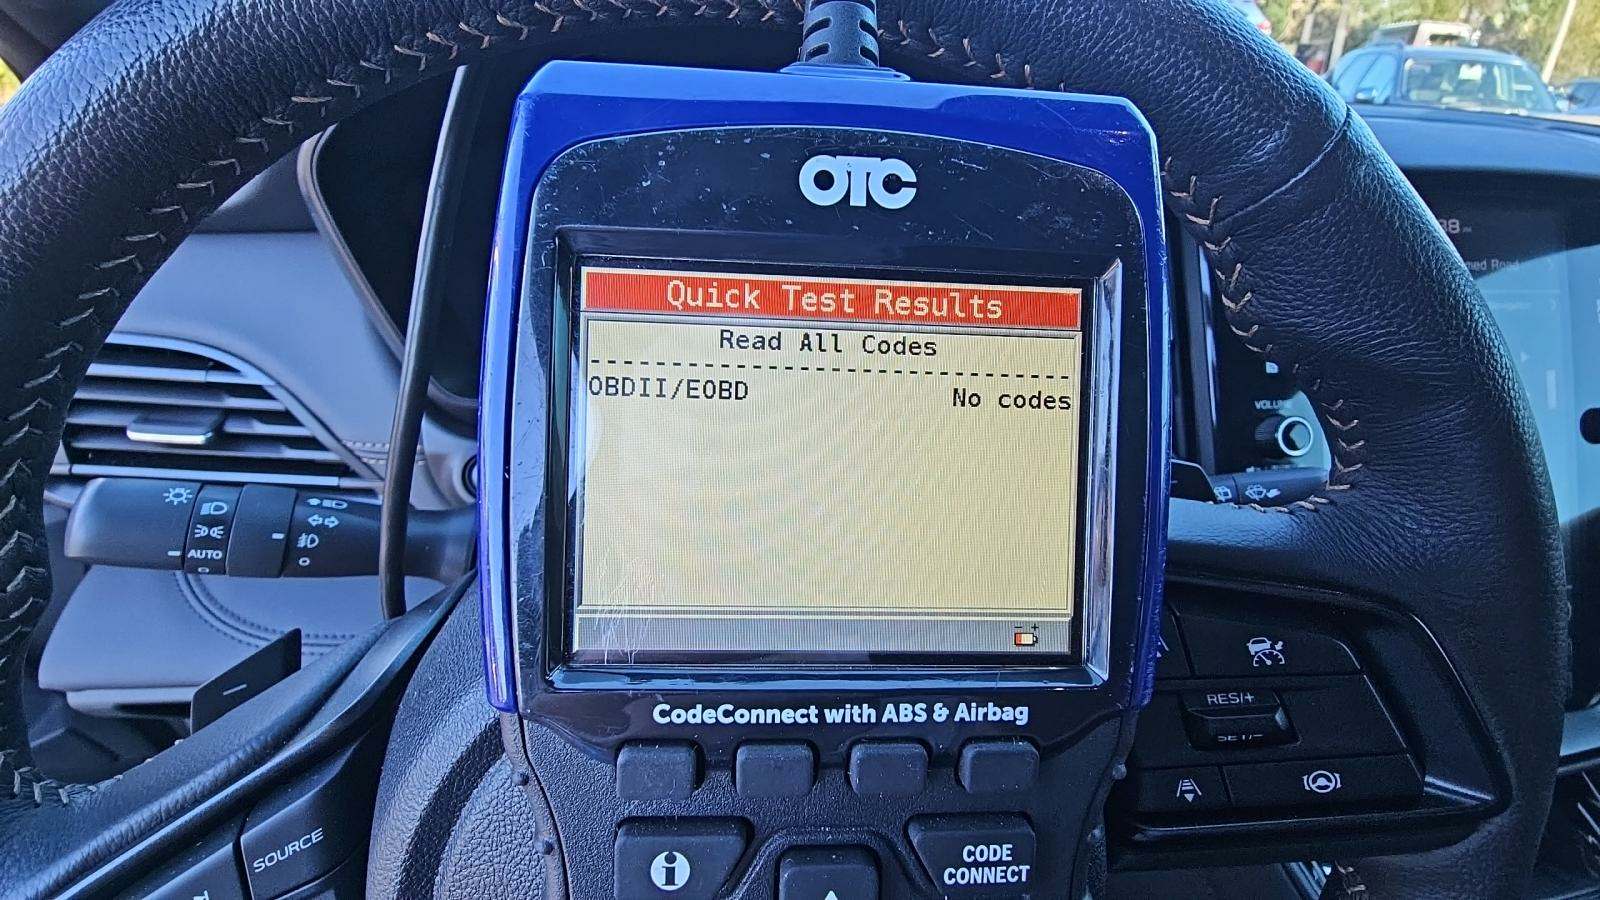 OTC
Quick Test Results
Read All Codes
OBDII/EOBD No codes
CodeConnect with ABS & Airbag
CODE
CONNECT
AUTO
SOURCE
RES/+
SET/-